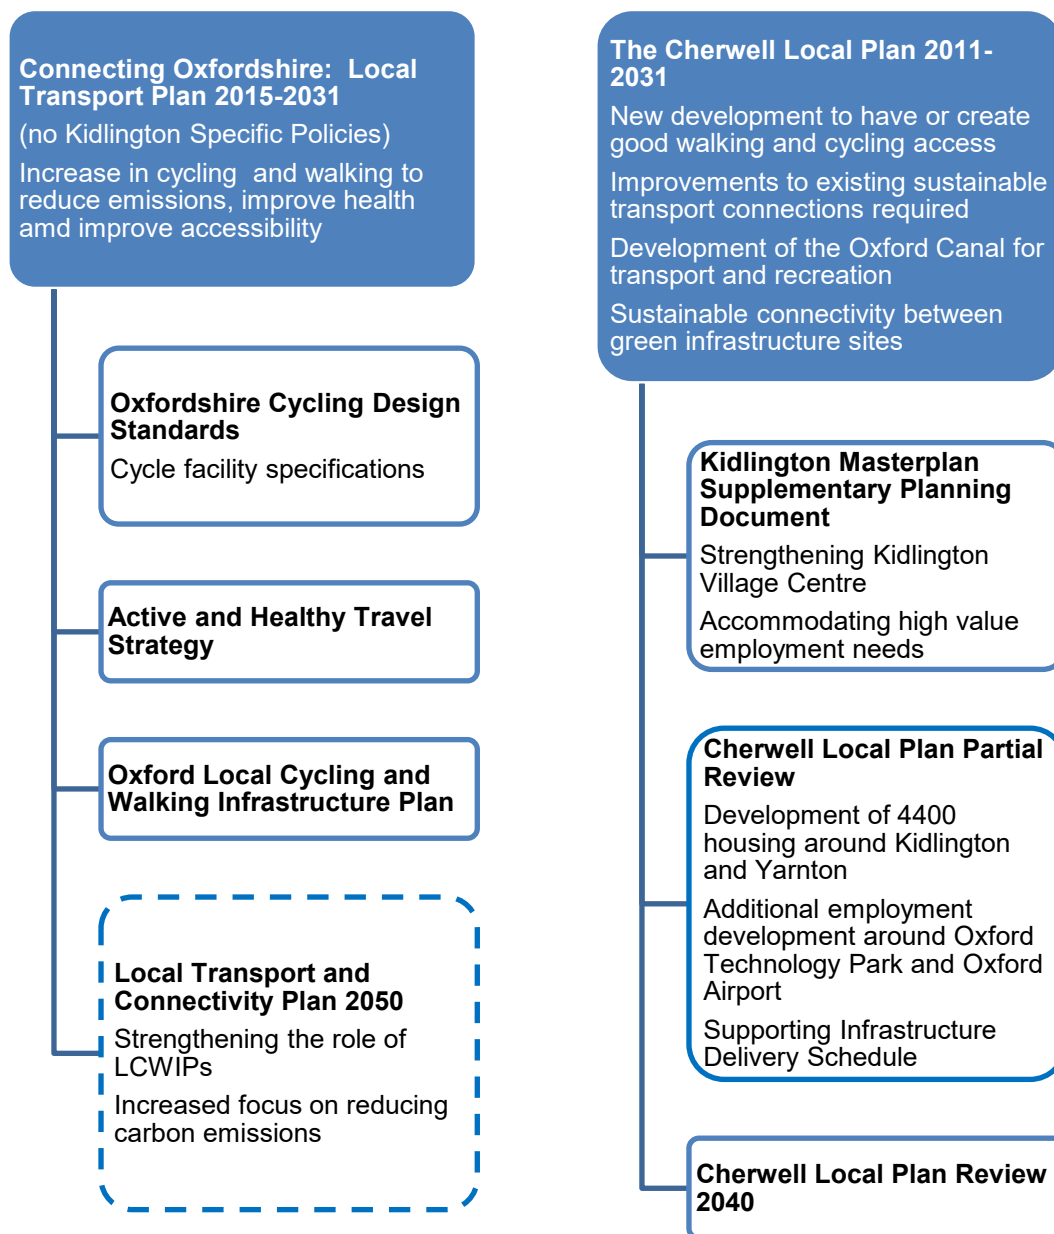 Connecting Oxfordshire: Local
Transport Plan 2015-2031
(no Kidlington Specific Policies)
Increase in cycling and walking to
reduce emissions, improve health
amd improve accessibility
Oxfordshire Cycling Design
Standards
Cycle facility specifications
Active and Healthy Travel
Strategy
Oxford Local Cycling and
Walking Infrastructure Plan
Local Transport and
Connectivity Plan 2050
Strengthening the role of
LCWIPs
Increased focus on reducing
carbon emissions
The Cherwell Local Plan 2011-
2031
New development to have or create
good walking and cycling access
Improvements to existing sustainable
transport connections required
Development of the Oxford Canal for
transport and recreation
Sustainable connectivity between
green infrastructure sites
Kidlington Masterplan
Supplementary Planning
Document
Strengthening Kidlington
Village Centre
Accommodating high value
employment needs
Cherwell Local Plan Partial
Review
Development of 4400
housing around Kidlington
and Yarnton
Additional employment
development around Oxford
Technology Park and Oxford
Airport
Supporting Infrastructure
Delivery Schedule
Cherwell Local Plan Review
2040